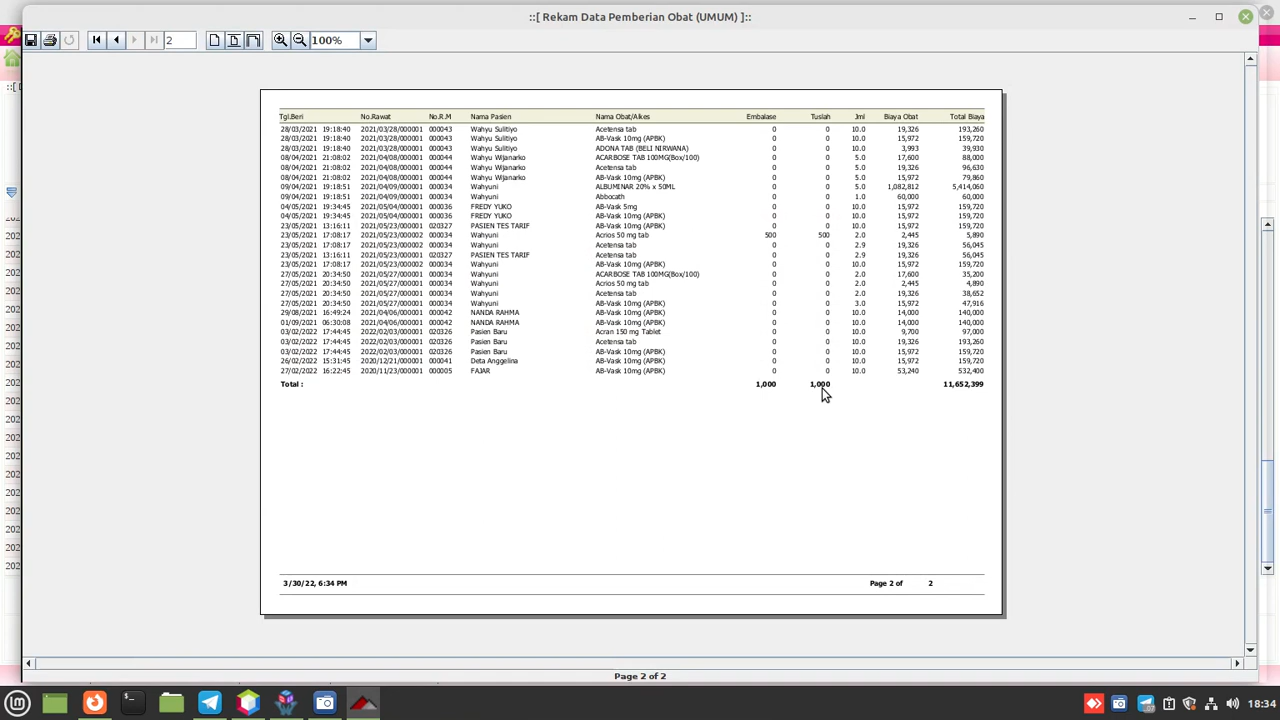 ::[ Rekam Data Pemberian Obat (UMUM) ]::
2
100%
Tgl.Beri No.Rawat No.R.M Nama Pasien Nama Obat/Alkes Embalase Tuslah Jml Biaya Obat Total Biaya
28/03/2021 19:18:40 2021/03/28/000001 000043 Wahyu Sulitiyo Acetensa tab 0 0 10.0 19,326 193,260
28/03/2021 19:18:40 2021/03/28/000001 000043 Wahyu Sulitiyo AB-Vask 10mg (APBK) 0 0 10.0 15,972 159,720
28/03/2021 19:18:40 2021/03/28/000001 000043 Wahyu Sulitiyo ADONA TAB (BELI NIRWANA) 0 0 10.0 3,993 39,930
08/04/2021 21:08:02 2021/04/08/000001 000044 Wahyu Wijanarko ACARBOSE TAB 100MG(Box/100) 0 0 5.0 17,600 88,000
08/04/2021 21:08:02 2021/04/08/000001 000044 Wahyu Wijanarko Acetensa tab 0 0 5.0 19,326 96,630
08/04/2021 21:08:02 2021/04/08/000001 000044 Wahyu Wijanarko AB-Vask 10mg (APBK) 0 0 5.0 15,972 79,860
09/04/2021 19:18:51 2021/04/09/000001 000034 Wahyuni ALBUMINAR 20% x 50ML 0 0 5.0 1,082,812 5,414,060
09/04/2021 19:18:51 2021/04/09/000001 000034 Wahyuni Abbocath 0 0 1.0 60,000 60,000
04/05/2021 19:34:45 2021/05/04/000001 000036 FREDY YUKO AB-Vask 5mg 0 0 10.0 15,972 159,720
04/05/2021 19:34:45 2021/05/04/000001 000036 FREDY YUKO AB-Vask 10mg (APBK) 0 0 10.0 15,972 159,720
23/05/2021 13:16:11 2021/05/23/000001 020327 PASIEN TES TARIF AB-Vask 10mg (APBK) 0 0 10.0 15,972 159,720
23/05/2021 17:08:17 2021/05/23/000002 000034 Wahyuni Acrios 50 mg tab 500 500 2.0 2,445 5,890
23/05/2021 17:08:17 2021/05/23/000002 000034 Wahyuni Acetensa tab 0 0 2.9 19,326 56,045
23/05/2021 13:16:11 2021/05/23/000001 020327 PASIEN TES TARIF Acetensa tab 0 0 2.9 19,326 56,045
23/05/2021 17:08:17 2021/05/23/000002 000034 Wahyuni AB-Vask 10mg (APBK) 0 0 10.0 15,972 159,720
27/05/2021 20:34:50 2021/05/27/000001 000034 Wahyuni ACARBOSE TAB 100MG(Box/100) 0 0 2.0 17,600 35,200
27/05/2021 20:34:50 2021/05/27/000001 000034 Wahyuni Acrios 50 mg tab 0 0 2.0 2,445 4,890
27/05/2021 20:34:50 2021/05/27/000001 000034 Wahyuni Acetensa tab 0 0 2.0 19,326 38,652
27/05/2021 20:34:50 2021/05/27/000001 000034 Wahyuni AB-Vask 10mg (APBK) 0 0 3.0 15,972 47,916
29/08/2021 16:49:24 2021/04/06/000001 000042 NANDA RAHMA AB-Vask 10mg (APBK) 0 0 10.0 14,000 140,000
01/09/2021 06:30:08 2021/04/06/000001 000042 NANDA RAHMA AB-Vask 10mg (APBK) 0 0 10.0 14,000 140,000
03/02/2022 17:44:45 2022/02/03/000001 020326 Pasien Baru Acran 150 mg Tablet 0 0 10.0 9,700 97,000
03/02/2022 17:44:45 2022/02/03/000001 020326 Pasien Baru Acetensa tab 0 0 10.0 19,326 193,260
03/02/2022 17:44:45 2022/02/03/000001 020326 Pasien Baru AB-Vask 10mg (APBK) 0 0 10.0 15,972 159,720
26/02/2022 15:31:45 2020/12/21/000001 000041 Deta Anggelina AB-Vask 10mg (APBK) 0 0 10.0 15,972 159,720
27/02/2022 16:22:45 2020/11/23/000001 000005 FAJAR AB-Vask 10mg (APBK) 0 0 10.0 53,240 532,400
Total : 1,000 1,000 11,652,399
3/30/22, 6:34 PM Page 2 of 2
Page 2 of 2
18:34